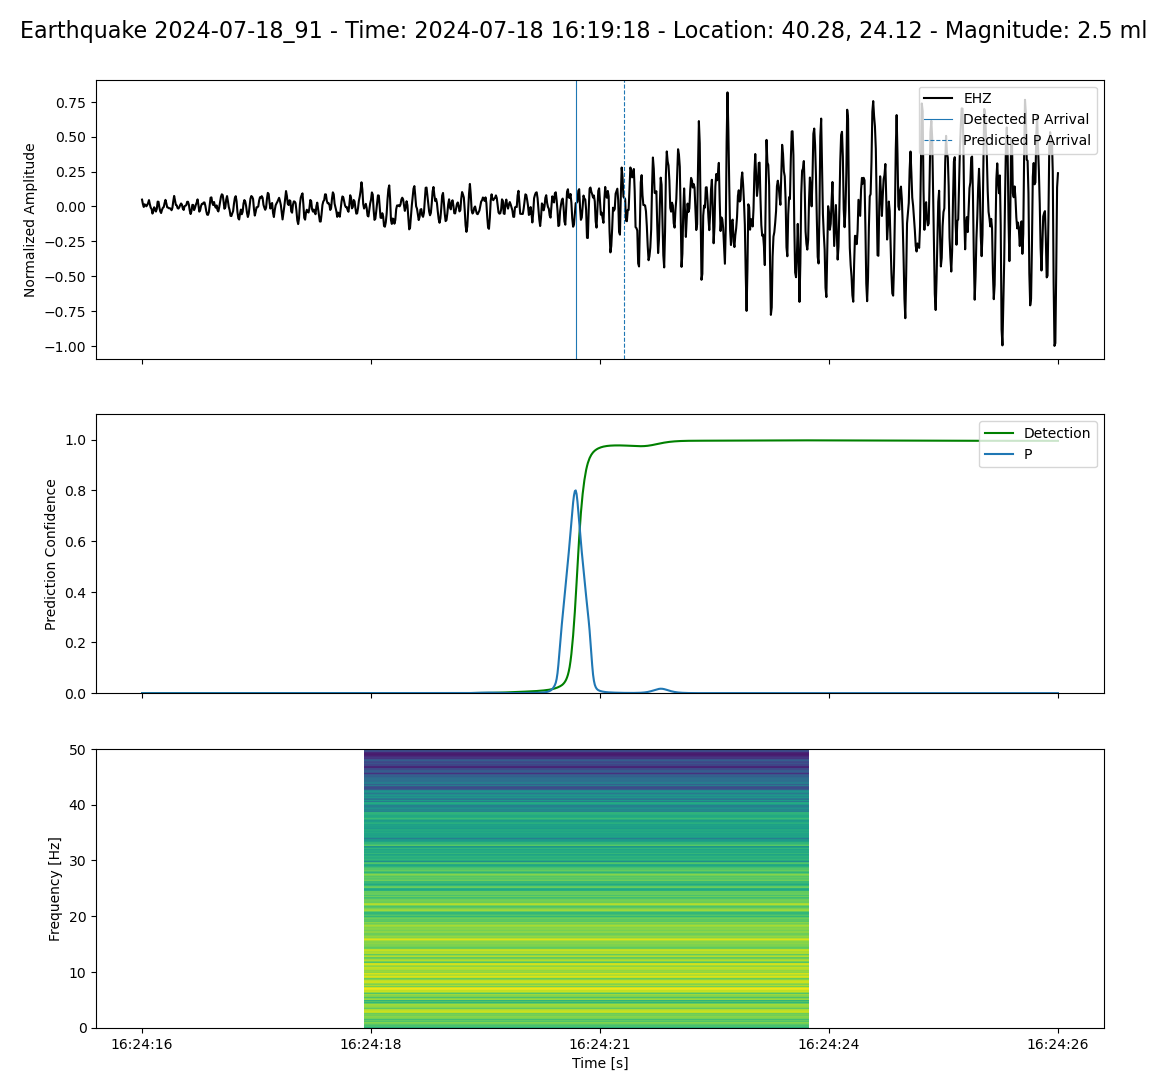 Earthquake 2024-07-18_91 - Time: 2024-07-18 16:19:18 - Location: 40.28, 24.12 - Magnitude: 2.5 ml
Normalized Amplitude
0.75
0.50
0.25
0.00
−0.25
−0.50
−0.75
−1.00
EHZ
Detected P Arrival
Predicted P Arrival
Prediction Confidence
1.0
0.8
0.6
0.4
0.2
0.0
Detection
P
Frequency [Hz]
50
40
30
20
10
0
16:24:16 16:24:18 16:24:21 16:24:24 16:24:26
Time [s]